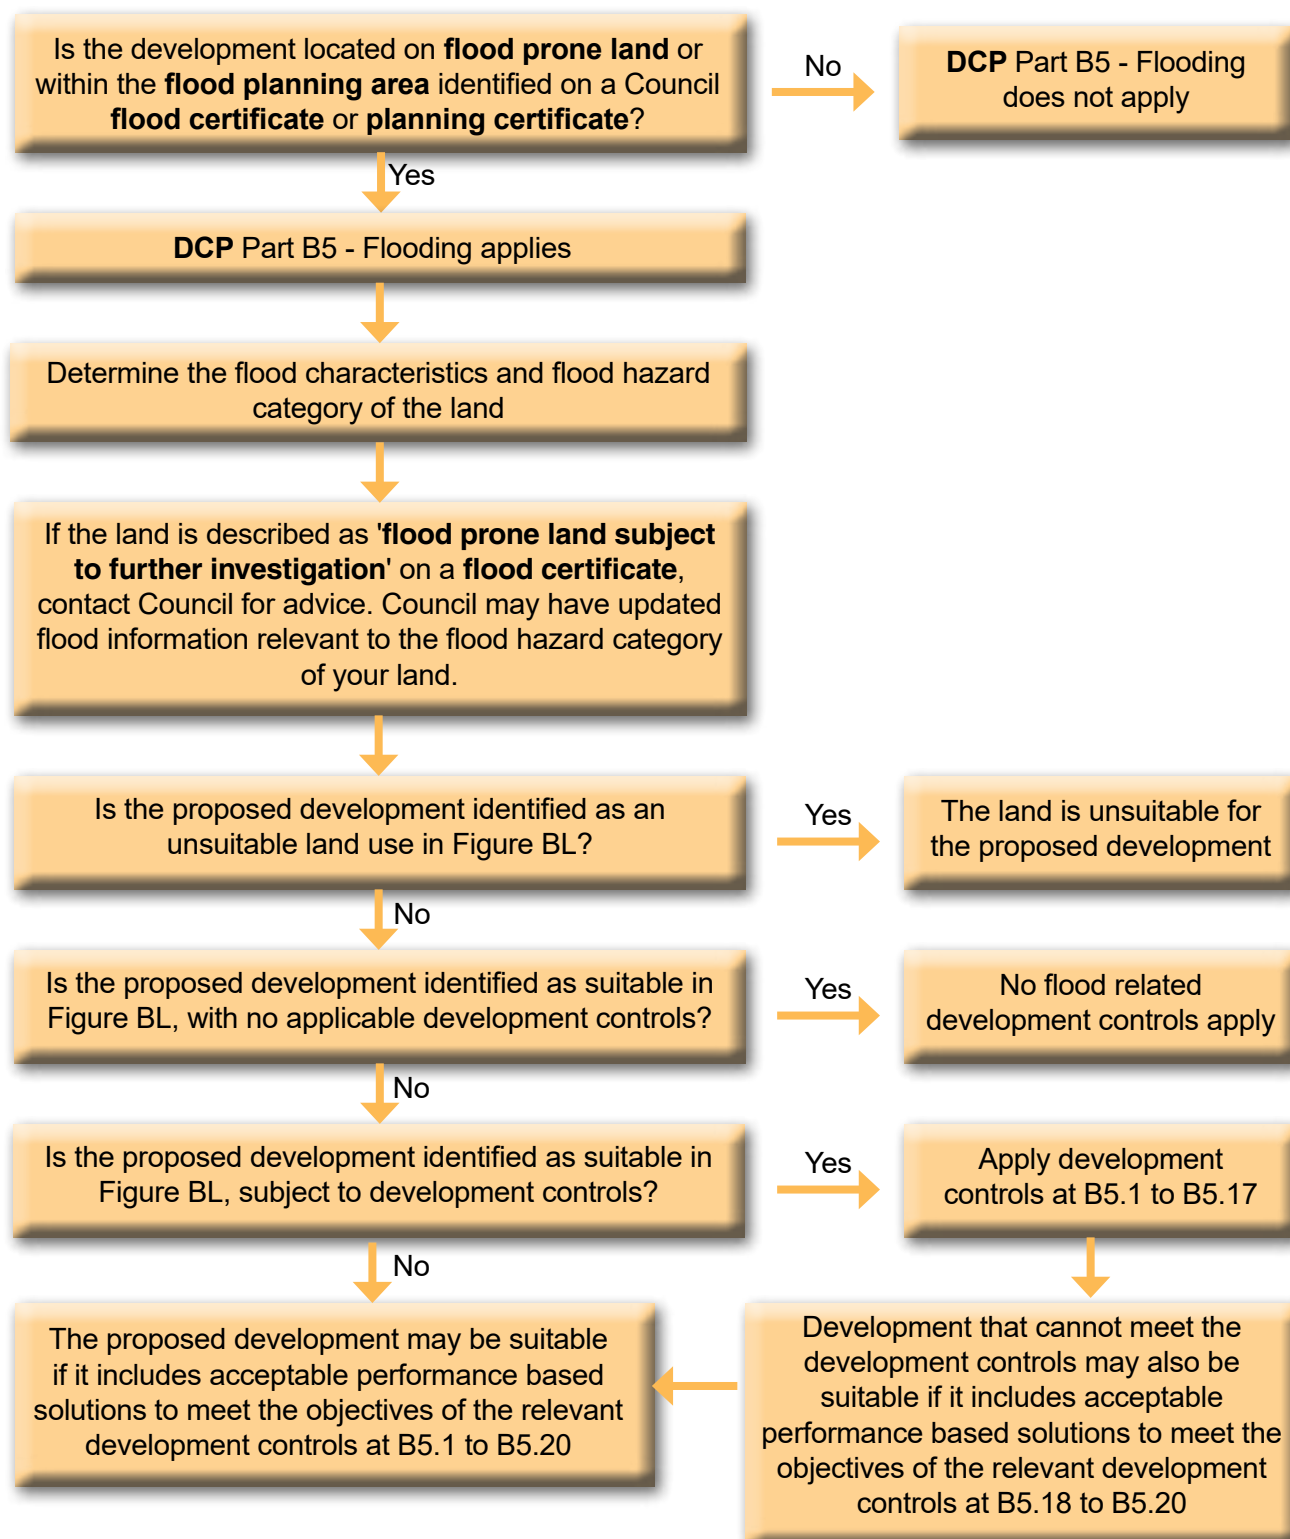 Is the development located on flood prone land or
within the flood planning area identified on a Council
flood certificate or planning certificate?
No
DCP Part B5 - Flooding
does not apply
Yes
DCP Part B5 - Flooding applies
Determine the flood characteristics and flood hazard
category of the land
If the land is described as 'flood prone land subject
to further investigation' on a flood certificate,
contact Council for advice. Council may have updated
flood information relevant to the flood hazard category
of your land.
Is the proposed development identified as an
unsuitable land use in Figure BL?
Yes
The land is unsuitable for
the proposed development
No
Is the proposed development identified as suitable in
Figure BL, with no applicable development controls?
Yes
No flood related
development controls apply
No
Is the proposed development identified as suitable in
Figure BL, subject to development controls?
Yes
Apply development
controls at B5.1 to B5.17
No
The proposed development may be suitable
if it includes acceptable performance based
solutions to meet the objectives of the relevant
development controls at B5.1 to B5.20
Development that cannot meet the
development controls may also be
suitable if it includes acceptable
performance based solutions to meet the
objectives of the relevant development
controls at B5.18 to B5.20